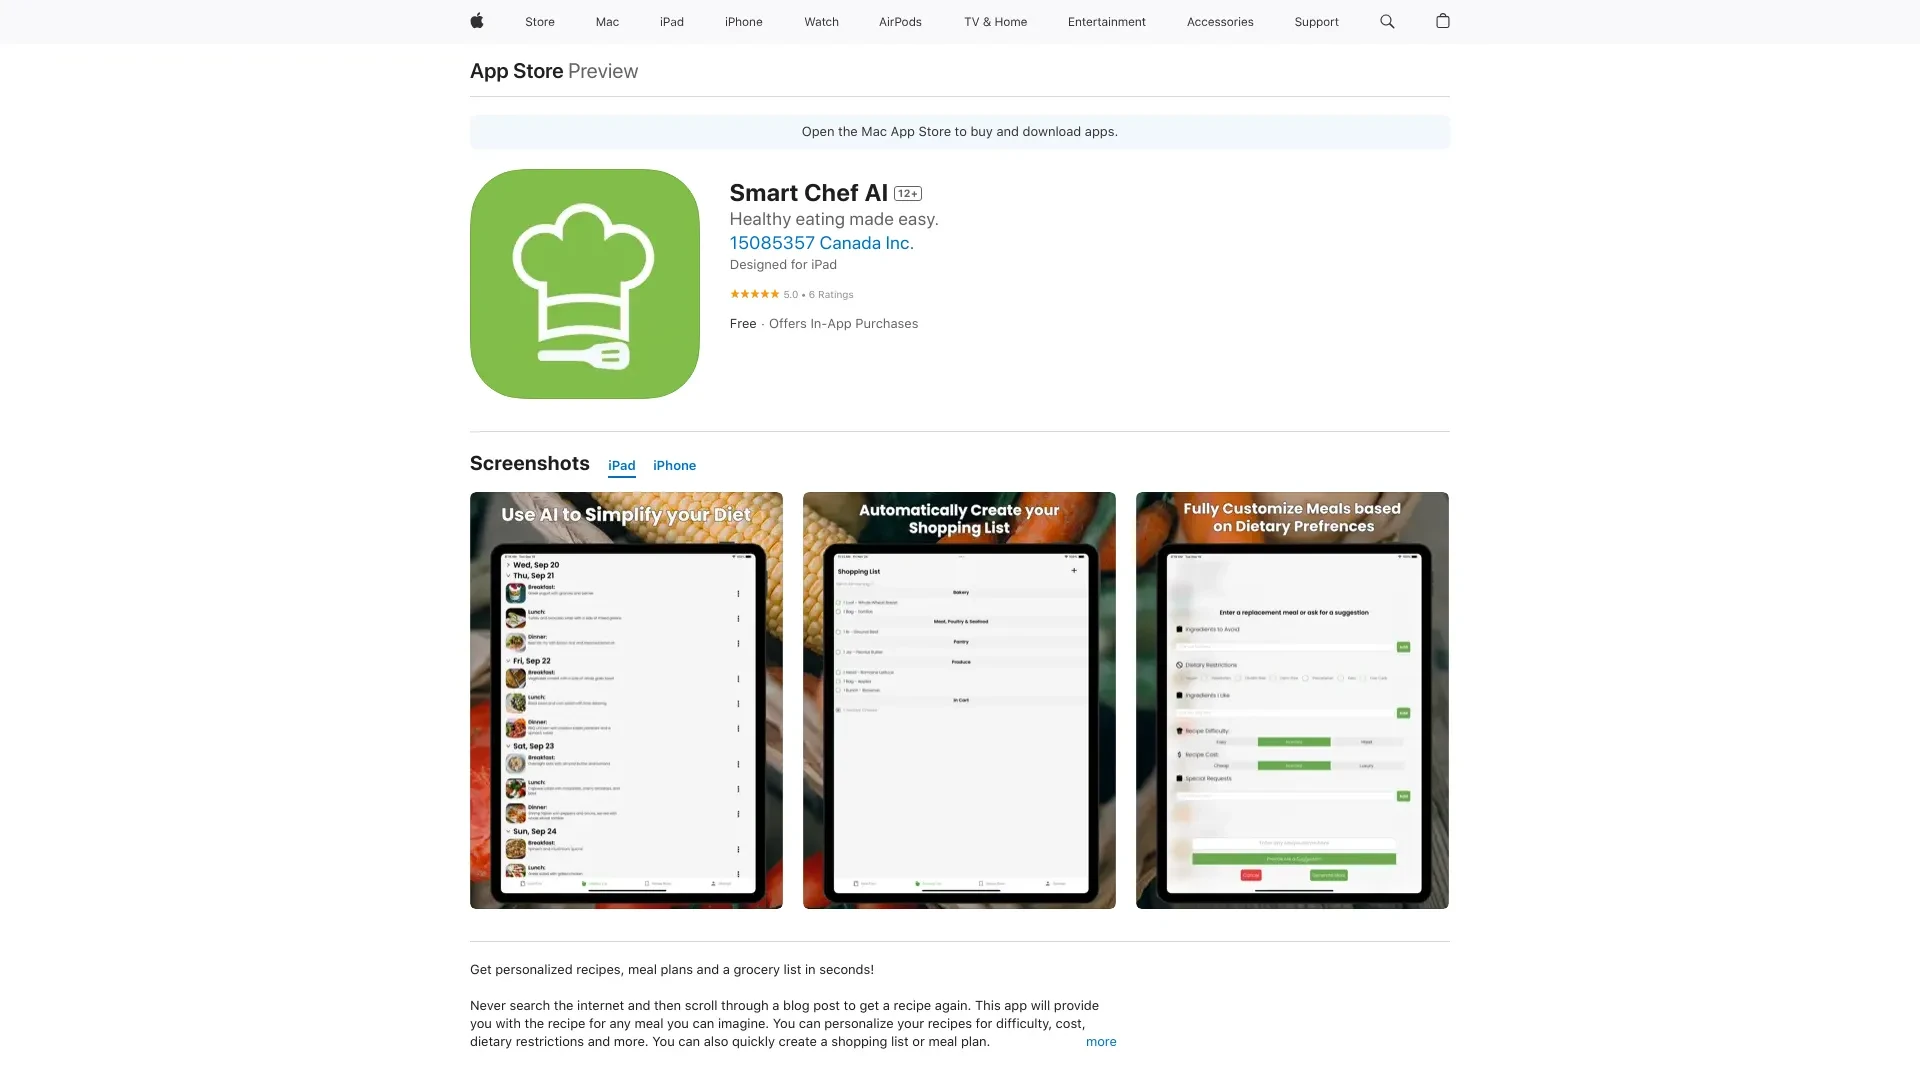 Store Mac iPad iPhone Watch AirPods TV & Home Entertainment Accessories Support
App Store Preview
Open the Mac App Store to buy and download apps.
Smart Chef AI 12+
Healthy eating made easy.
15085357 Canada Inc.
Designed for iPad
5.0 • 6 Ratings
Free · Offers In-App Purchases
Screenshots iPad iPhone
Use AI to Simplify your Diet
Wed, Sep 20
Thu, Sep 21
Breakfast:
Lunch:
Dinner:
Fri, Sep 22
Breakfast:
Lunch:
Dinner:
Sat, Sep 23
Breakfast:
Lunch:
Dinner:
Sun, Sep 24
Breakfast:
Lunch:
Automatically Create your
Shopping List
Shopping List
Bakery
Meat, Poultry & Seafood
Pantry
Produce
In Cart
Fully Customize Meals based
on Dietary Prefrences
Enter a replacement meal or ask for a suggestion
Ingredients to Avoid
Dietary Restrictions
Ingredients I Like
Recipe Difficulty:
Recipe Cost:
Cheap
Luxury
Special Requests
Cancel
Get personalized recipes, meal plans and a grocery list in seconds!
Never search the internet and then scroll through a blog post to get a recipe again. This app will provide
you with the recipe for any meal you can imagine. You can personalize your recipes for difficulty, cost,
dietary restrictions and more. You can also quickly create a shopping list or meal plan.
more